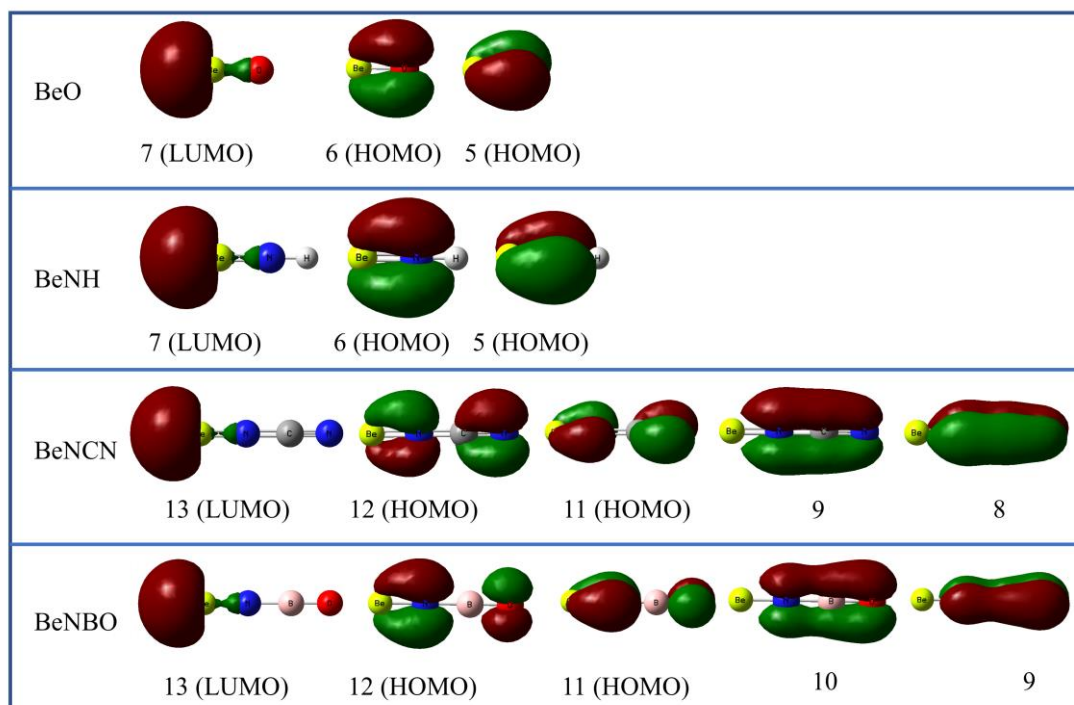 BeO
7 (LUMO) 6 (HOMO) 5 (HOMO)
BeNH
7 (LUMO) 6 (HOMO) 5 (HOMO)
BeNCN
13 (LUMO) 12 (HOMO) 11 (HOMO) 9 8
BeNBO
13 (LUMO) 12 (HOMO) 11 (HOMO) 10 9